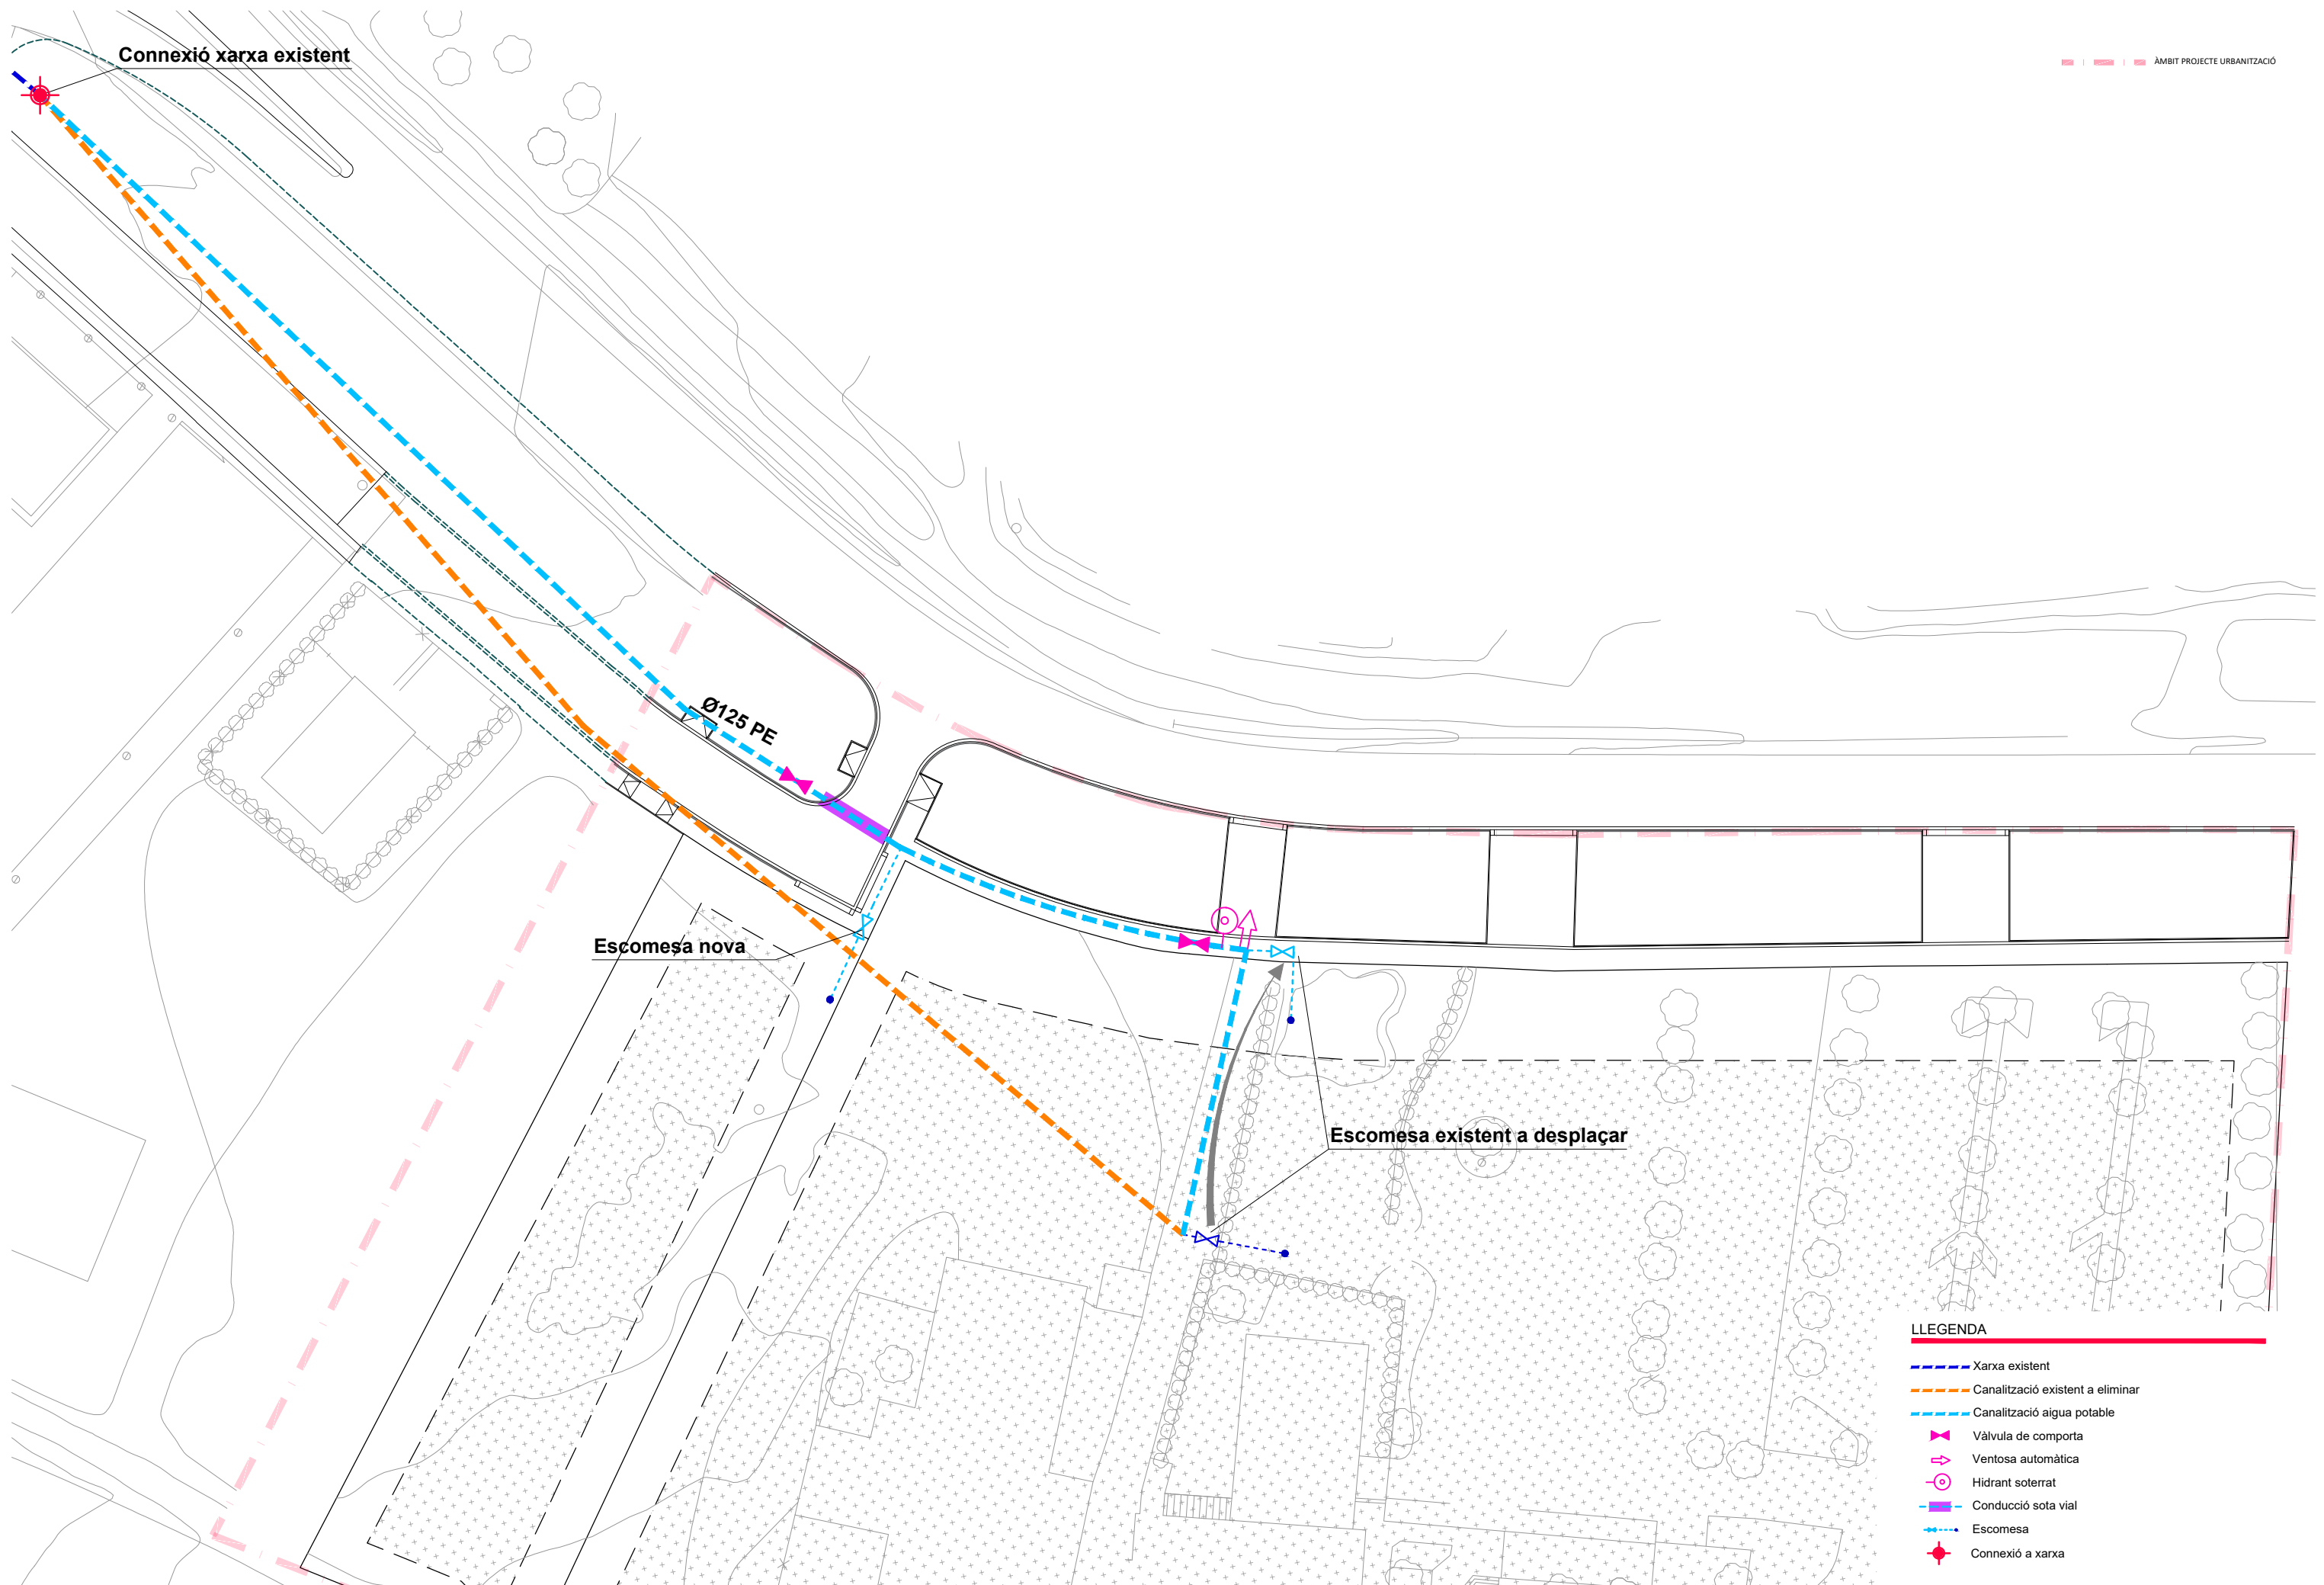 Connexió xarxa existent
ÀMBIT PROJECTE URBANITZACIÓ
Ø125 PE
Escomesa nova
Escomesa existent a desplaçar
LLEGENDA
Xarxa existent
Canalització existent a eliminar
Canalització aigua potable
Vàlvula de comporta
Ventosa automàtica
Hidrant soterrat
Conducció sota vial
Escomesa
Connexió a xarxa